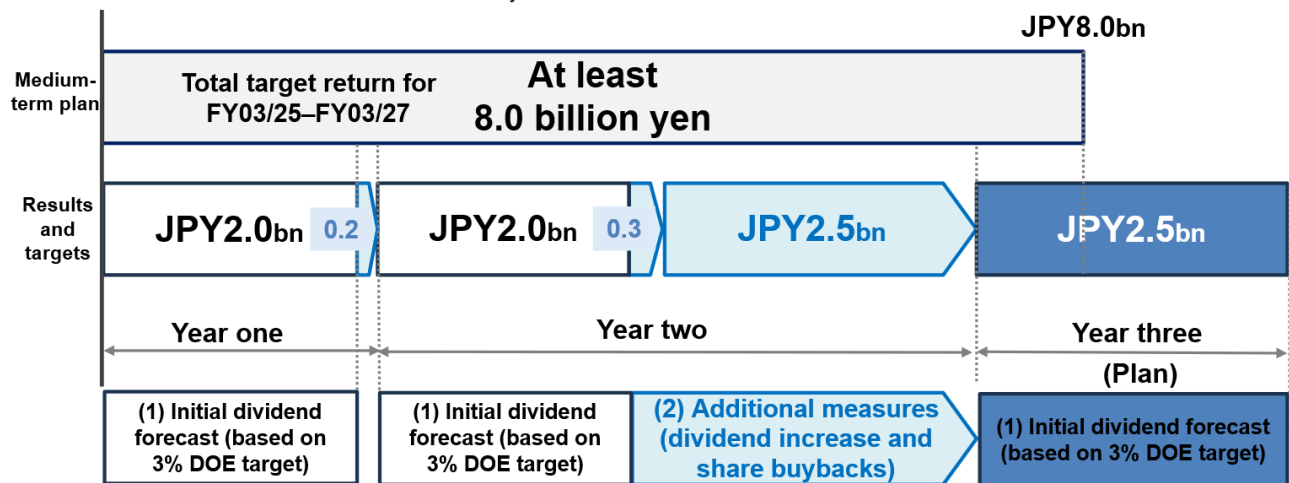 JPY8.0bn
Medium-
term plan
Total target return for
FY03/25–FY03/27
At least
8.0 billion yen
Results
and
targets
JPY2.0bn
0.2
JPY2.0bn
0.3
JPY2.5bn
JPY2.5bn
Year one
Year two
Year three
(Plan)
(1) Initial dividend
forecast (based on
3% DOE target)
(1) Initial dividend
forecast (based on
3% DOE target)
(2) Additional measures
(dividend increase and
share buybacks)
(1) Initial dividend forecast
(based on 3% DOE target)